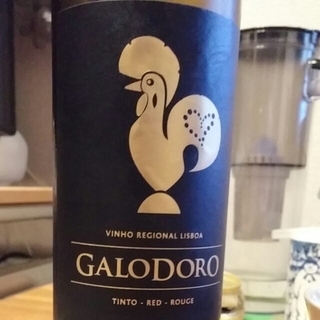 VINHO REGIONAL LISBOA
GALODORO
TINTO - RED - ROUGE